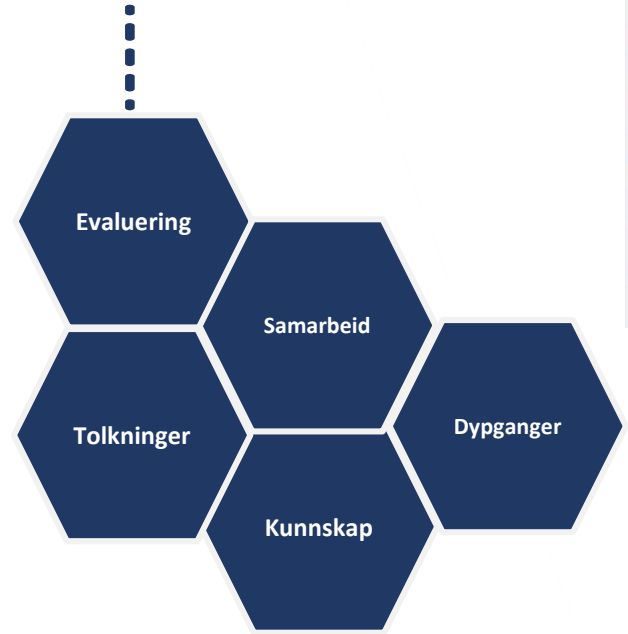 Evaluering
Samarbeid
Tolkninger
Dypganger
Kunnskap